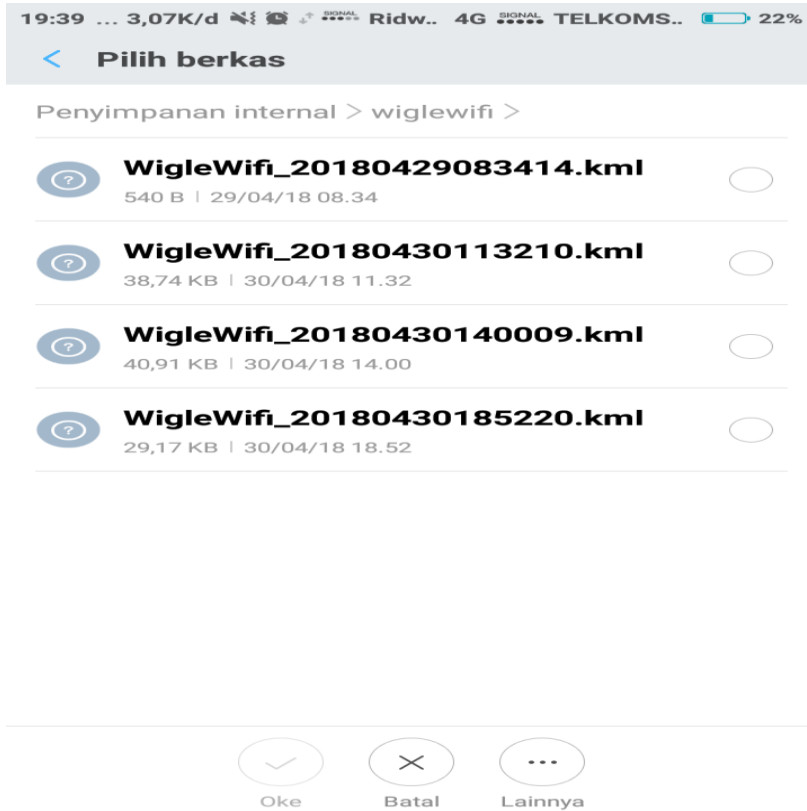 19:39 ... 3,07K/d SIGNAL Ridw.. 4G SIGNAL TELKOMS.. 22%
< Pilih berkas
Penyimpanan internal > wiglewifi >
WigleWifi_20180429083414.kml
540 B | 29/04/18 08.34
WigleWifi_20180430113210.kml
38,74 KB | 30/04/18 11.32
WigleWifi_20180430140009.kml
40,91 KB | 30/04/18 14.00
WigleWifi_20180430185220.kml
29,17 KB | 30/04/18 18.52
Oke Batal Lainnya